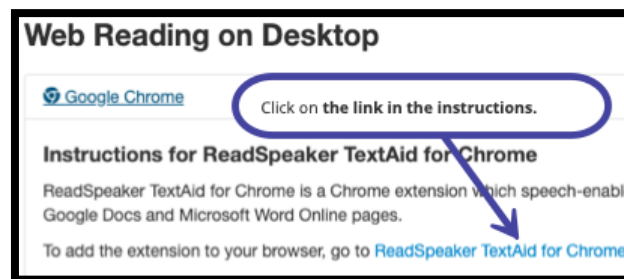 Web Reading on Desktop
Google Chrome
Click on the link in the instructions.
Instructions for ReadSpeaker TextAid for Chrome
ReadSpeaker TextAid for Chrome is a Chrome extension which speech-enabl
Google Docs and Microsoft Word Online pages.
To add the extension to your browser, go to ReadSpeaker TextAid for Chrome